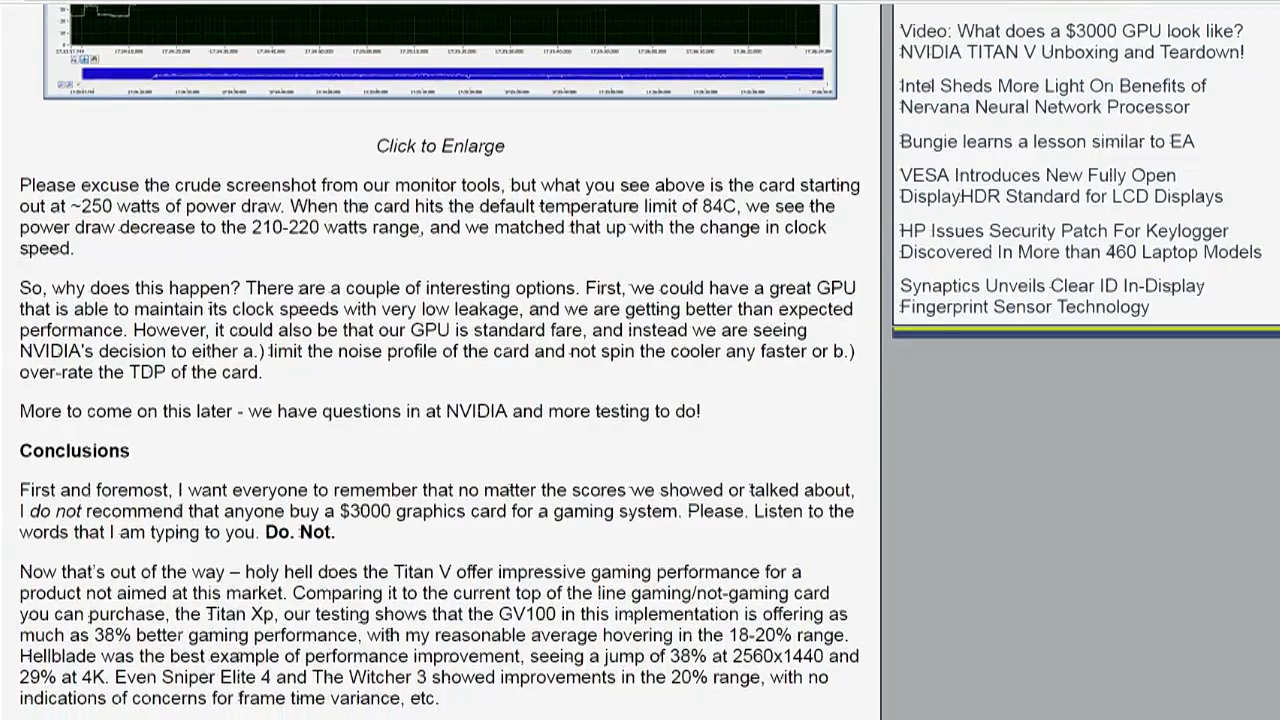 Click to Enlarge
Please excuse the crude screenshot from our monitor tools, but what you see above is the card starting
out at ~250 watts of power draw. When the card hits the default temperature limit of 84C, we see the
power draw decrease to the 210-220 watts range, and we matched that up with the change in clock
speed.
So, why does this happen? There are a couple of interesting options. First, we could have a great GPU
that is able to maintain its clock speeds with very low leakage, and we are getting better than expected
performance. However, it could also be that our GPU is standard fare, and instead we are seeing
NVIDIA's decision to either a.) limit the noise profile of the card and not spin the cooler any faster or b.)
over-rate the TDP of the card.
More to come on this later - we have questions in at NVIDIA and more testing to do!
Conclusions
First and foremost, I want everyone to remember that no matter the scores we showed or talked about,
I do not recommend that anyone buy a $3000 graphics card for a gaming system. Please. Listen to the
words that I am typing to you. Do. Not.
Now that's out of the way – holy hell does the Titan V offer impressive gaming performance for a
product not aimed at this market. Comparing it to the current top of the line gaming/not-gaming card
you can purchase, the Titan Xp, our testing shows that the GV100 in this implementation is offering as
much as 38% better gaming performance, with my reasonable average hovering in the 18-20% range.
Hellblade was the best example of performance improvement, seeing a jump of 38% at 2560x1440 and
29% at 4K. Even Sniper Elite 4 and The Witcher 3 showed improvements in the 20% range, with no
indications of concerns for frame time variance, etc.
Video: What does a $3000 GPU look like?
NVIDIA TITAN V Unboxing and Teardown!
Intel Sheds More Light On Benefits of
Nervana Neural Network Processor
Bungie learns a lesson similar to EA
VESA Introduces New Fully Open
DisplayHDR Standard for LCD Displays
HP Issues Security Patch For Keylogger
Discovered In More than 460 Laptop Models
Synaptics Unveils Clear ID In-Display
Fingerprint Sensor Technology